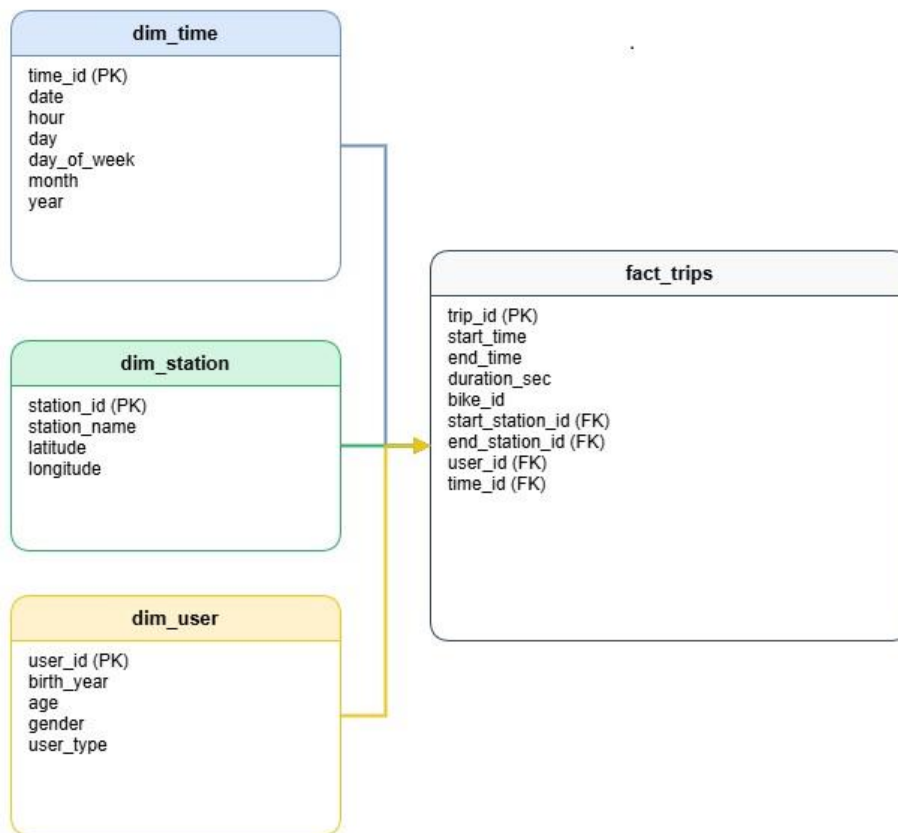 dim_time
time_id (PK)
date
hour
day
day_of_week
month
year
dim_station
station_id (PK)
station_name
latitude
longitude
dim_user
user_id (PK)
birth_year
age
gender
user_type
fact_trips
trip_id (PK)
start_time
end_time
duration_sec
bike_id
start_station_id (FK)
end_station_id (FK)
user_id (FK)
time_id (FK)